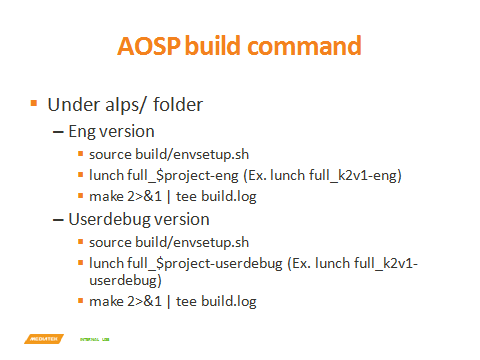 AOSP build command
Under alps/ folder
– Eng version
source build/envsetup.sh
lunch full_$project-eng (Ex. lunch full_k2v1-eng)
make 2>&1 | tee build.log
– Userdebug version
source build/envsetup.sh
lunch full_$project-userdebug (Ex. lunch full_k2v1-
userdebug)
make 2>&1 | tee build.log
MEDIATEK
INTERNAL USE